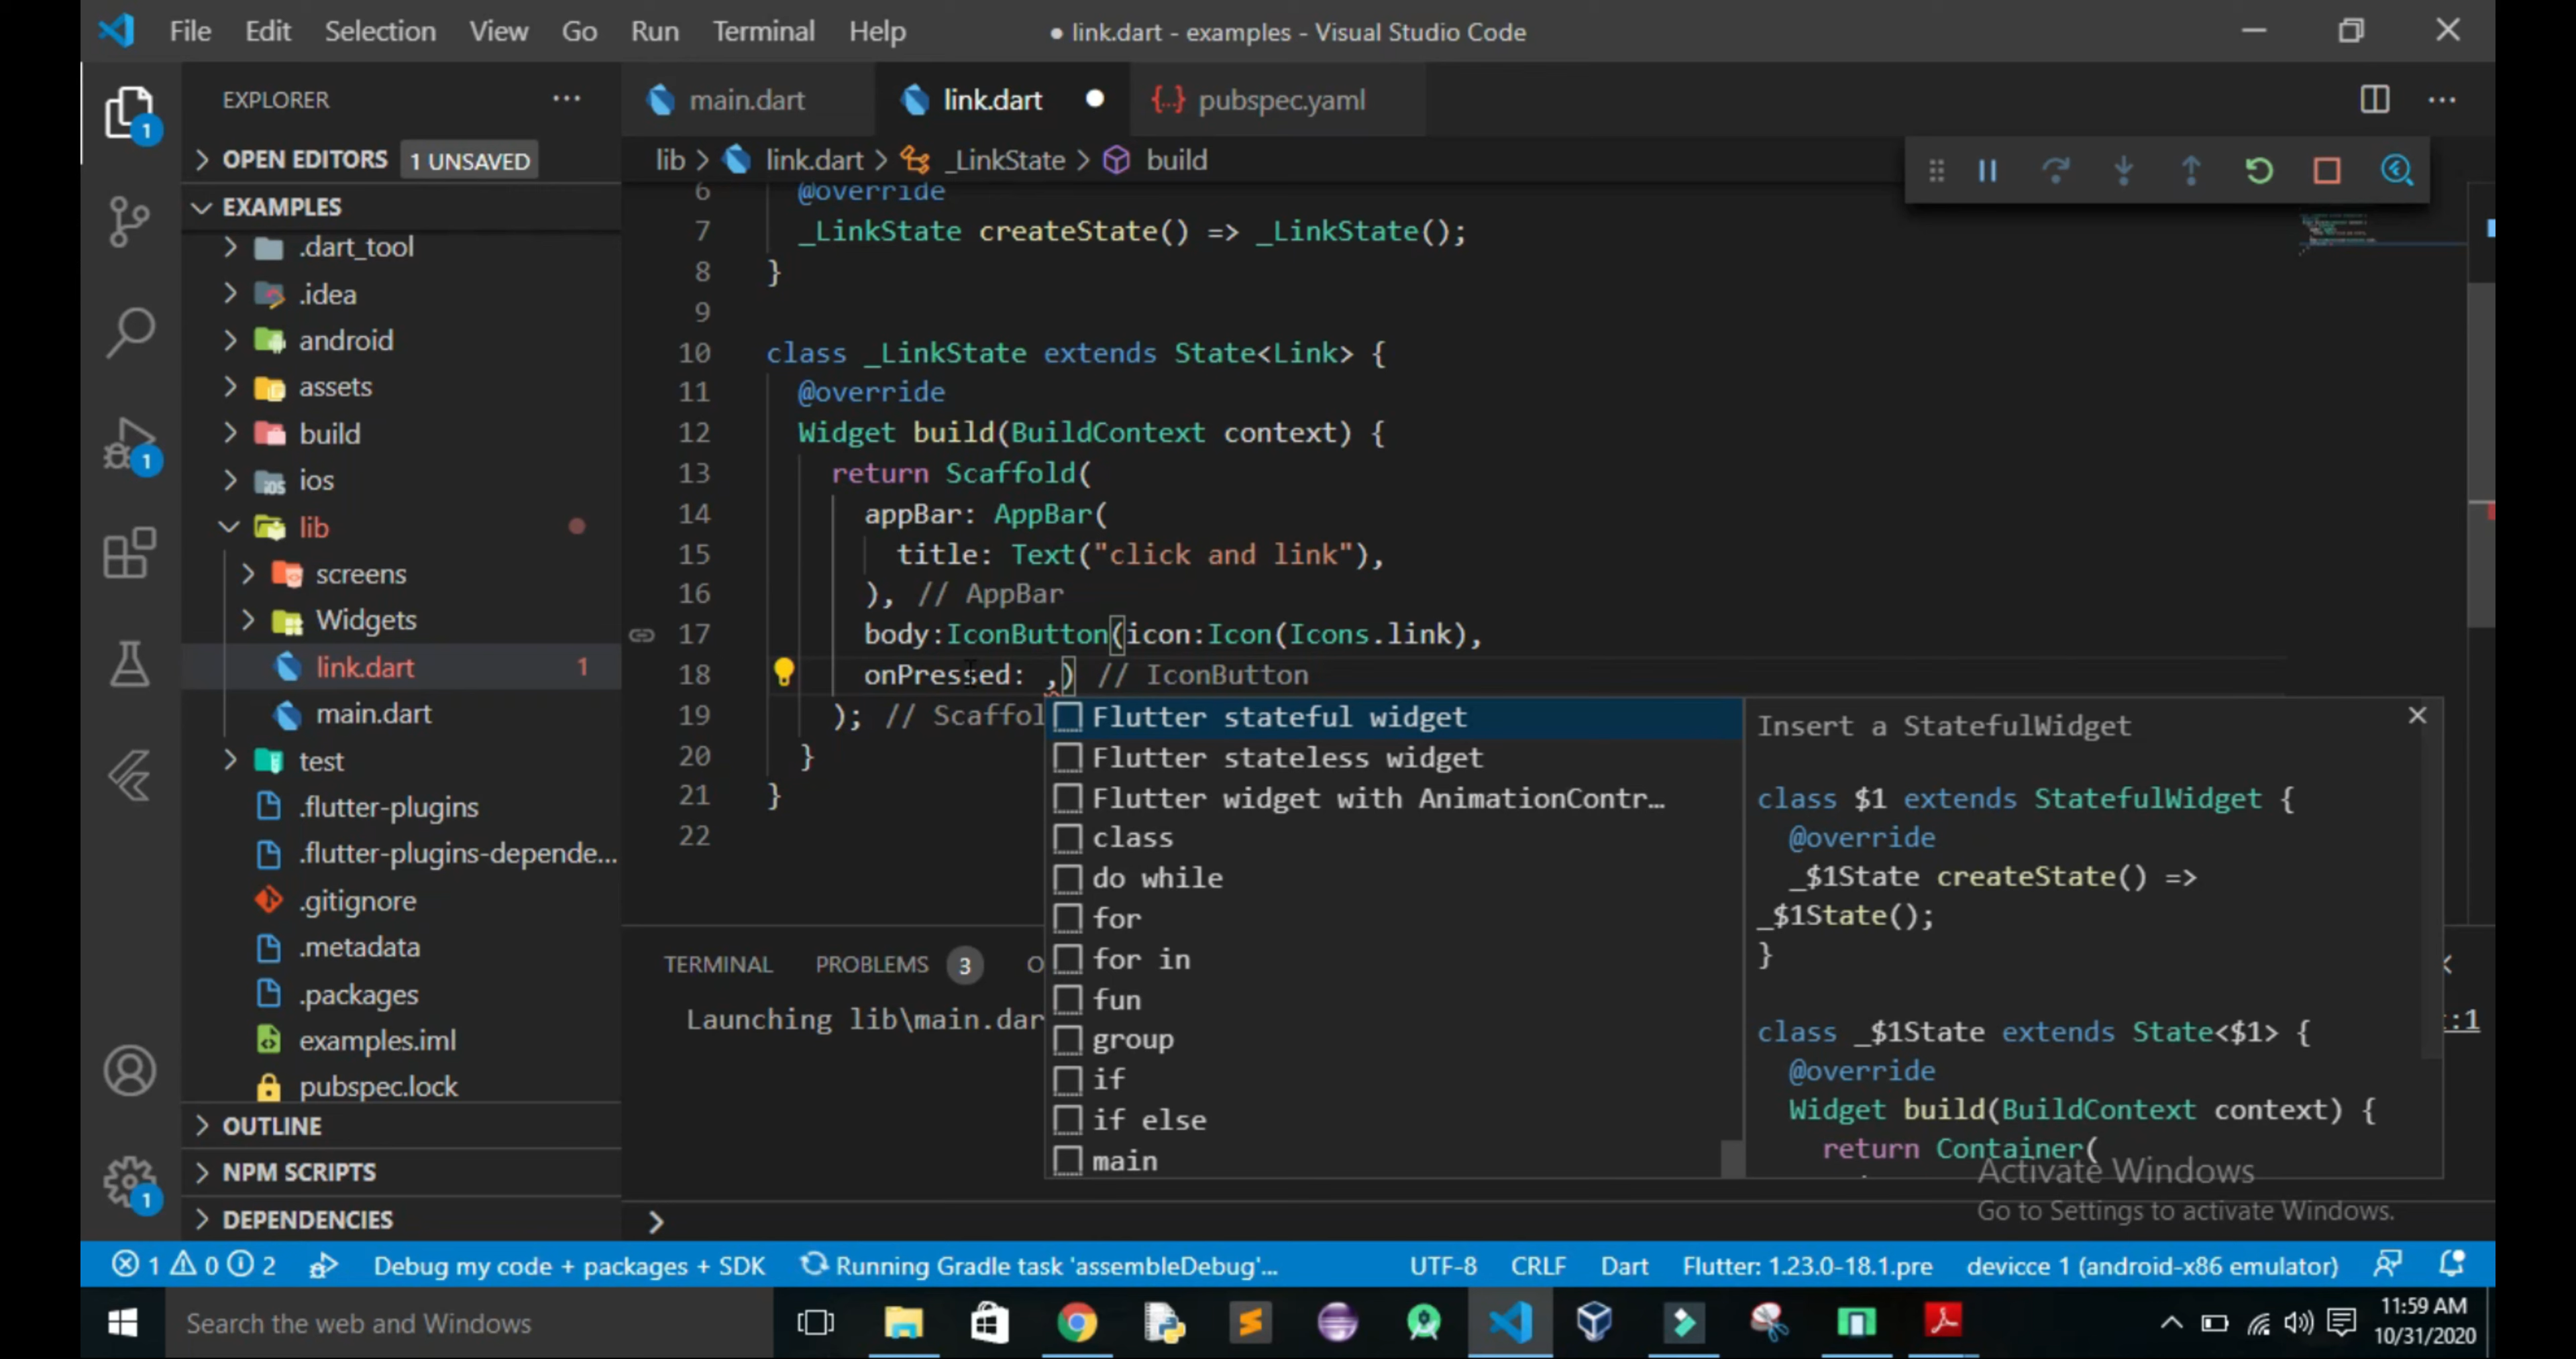 File Edit Selection View Go Run Terminal Help
● link.dart - examples - Visual Studio Code
EXPLORER ...
OPEN EDITORS 1 UNSAVED
EXAMPLES
.dart_tool
.idea
android
assets
build
ios
lib
screens
Widgets
link.dart 1
main.dart
test
.flutter-plugins
.flutter-plugins-depende...
.gitignore
.metadata
.packages
examples.iml
pubspec.lock
OUTLINE
NPM SCRIPTS
DEPENDENCIES
1
1
1
main.dart link.dart ● pubspec.yaml
lib > link.dart > _LinkState > build
6 @override
7 _LinkState createState() => _LinkState();
8 }
9
10 class _LinkState extends State<Link> {
11 @override
12 Widget build(BuildContext context) {
13 return Scaffold(
14 appBar: AppBar(
15 title: Text("click and link"),
16 ), // AppBar
17 body:IconButton(icon:Icon(Icons.link),
18 onPressed: ,) // IconButton
19 ); // Scaffol
20 }
21 }
22
Flutter stateful widget
Flutter stateless widget
Flutter widget with AnimationContr...
class
do while
for
for in
fun
group
if
if else
main
Insert a StatefulWidget
class $1 extends StatefulWidget {
@override
_$1State createState() =>
_$1State();
}
class _$1State extends State<$1> {
@override
Widget build(BuildContext context) {
return Container(
TERMINAL PROBLEMS 3 O
Launching lib\main.dar
:1
Activate Windows
Go to Settings to activate Windows.
1 0 2 Debug my code + packages + SDK Running Gradle task 'assembleDebug'... UTF-8 CRLF Dart Flutter: 1.23.0-18.1.pre devicce 1 (android-x86 emulator)
Search the web and Windows
11:59 AM
10/31/2020